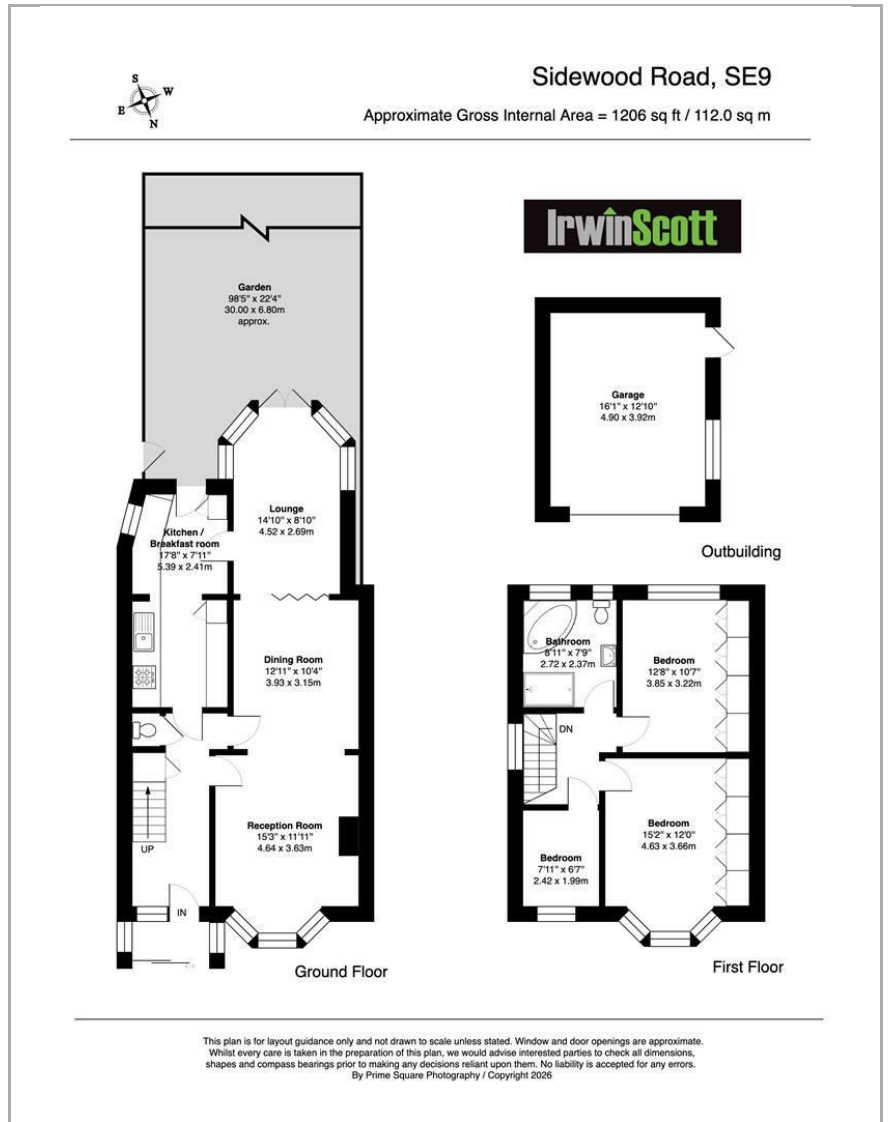 Sidewood Road, SE9
Approximate Gross Internal Area = 1206 sq ft / 112.0 sq m
S
W
E
N
IrwinScott
Garden
98'5" x 22'4"
30.00 x 6.80m
approx.
Garage
16'1" x 12'10"
4.90 x 3.92m
Outbuilding
Lounge
14'10" x 8'10"
4.52 x 2.69m
Kitchen /
Breakfast room
17'8" x 7'11"
5.39 x 2.41m
Dining Room
12'11" x 10'4"
3.93 x 3.15m
Reception Room
15'3" x 11'11"
4.64 x 3.63m
UP
IN
Ground Floor
Bathroom
8'11" x 7'9"
2.72 x 2.37m
Bedroom
12'8" x 10'7"
3.85 x 3.22m
DN
Bedroom
15'2" x 12'0"
4.63 x 3.66m
Bedroom
7'11" x 6'7"
2.42 x 1.99m
First Floor
This plan is for layout guidance only and not drawn to scale unless stated. Window and door openings are approximate.
Whilst every care is taken in the preparation of this plan, we would advise interested parties to check all dimensions,
shapes and compass bearings prior to making any decisions reliant upon them. No liability is accepted for any errors.
By Prime Square Photography / Copyright 2026